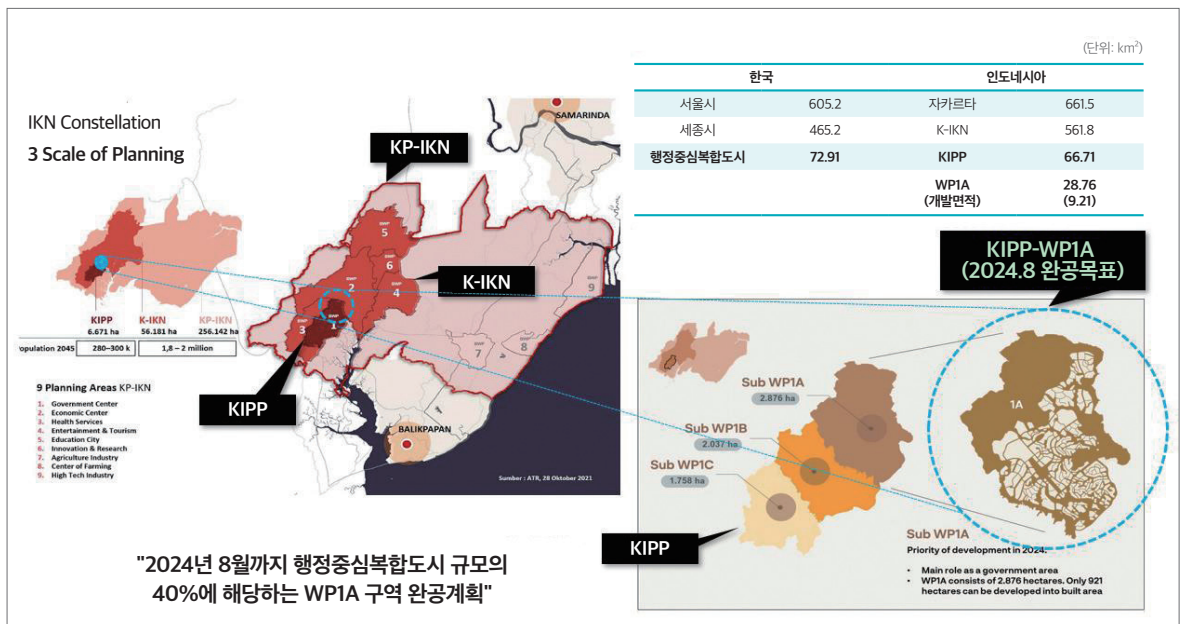 (단위: km²)
한국 인도네시아
서울시 605.2 자카르타 661.5
세종시 465.2 K-IKN 561.8
행정중심복합도시 72.91 KIPP 66.71
WP1A 28.76
(개발면적) (9.21)
IKN Constellation
3 Scale of Planning
KIPP K-IKN KP-IKN
6.671 ha 56.181 ha 256.142 ha
opulation 2045 280–300 k 1,8 – 2 million
9 Planning Areas KP-IKN
1. Government Center
2. Economic Center
3. Health Services
4. Entertainment & Tourism
5. Education City
6. Innovation & Research
7. Agriculture Industry
8. Center of Farming
9. High Tech Industry
SAMARINDA
KP-IKN
5
6
K-IKN
2
4
9
3
1
7
8
KIPP
BALIKPAPAN
Sumber : ATR, 28 Oktober 2021
KIPP-WP1A
(2024.8 완공목표)
Sub WP1A
2.876 ha
1A
Sub WP1B
2.037 ha
Sub WP1C
1.758 ha
KIPP
Sub WP1A
Priority of development in 2024.
• Main role as a government area
• WP1A consists of 2.876 hectares. Only 921
hectares can be developed into built area
"2024년 8월까지 행정중심복합도시 규모의
40%에 해당하는 WP1A 구역 완공계획"